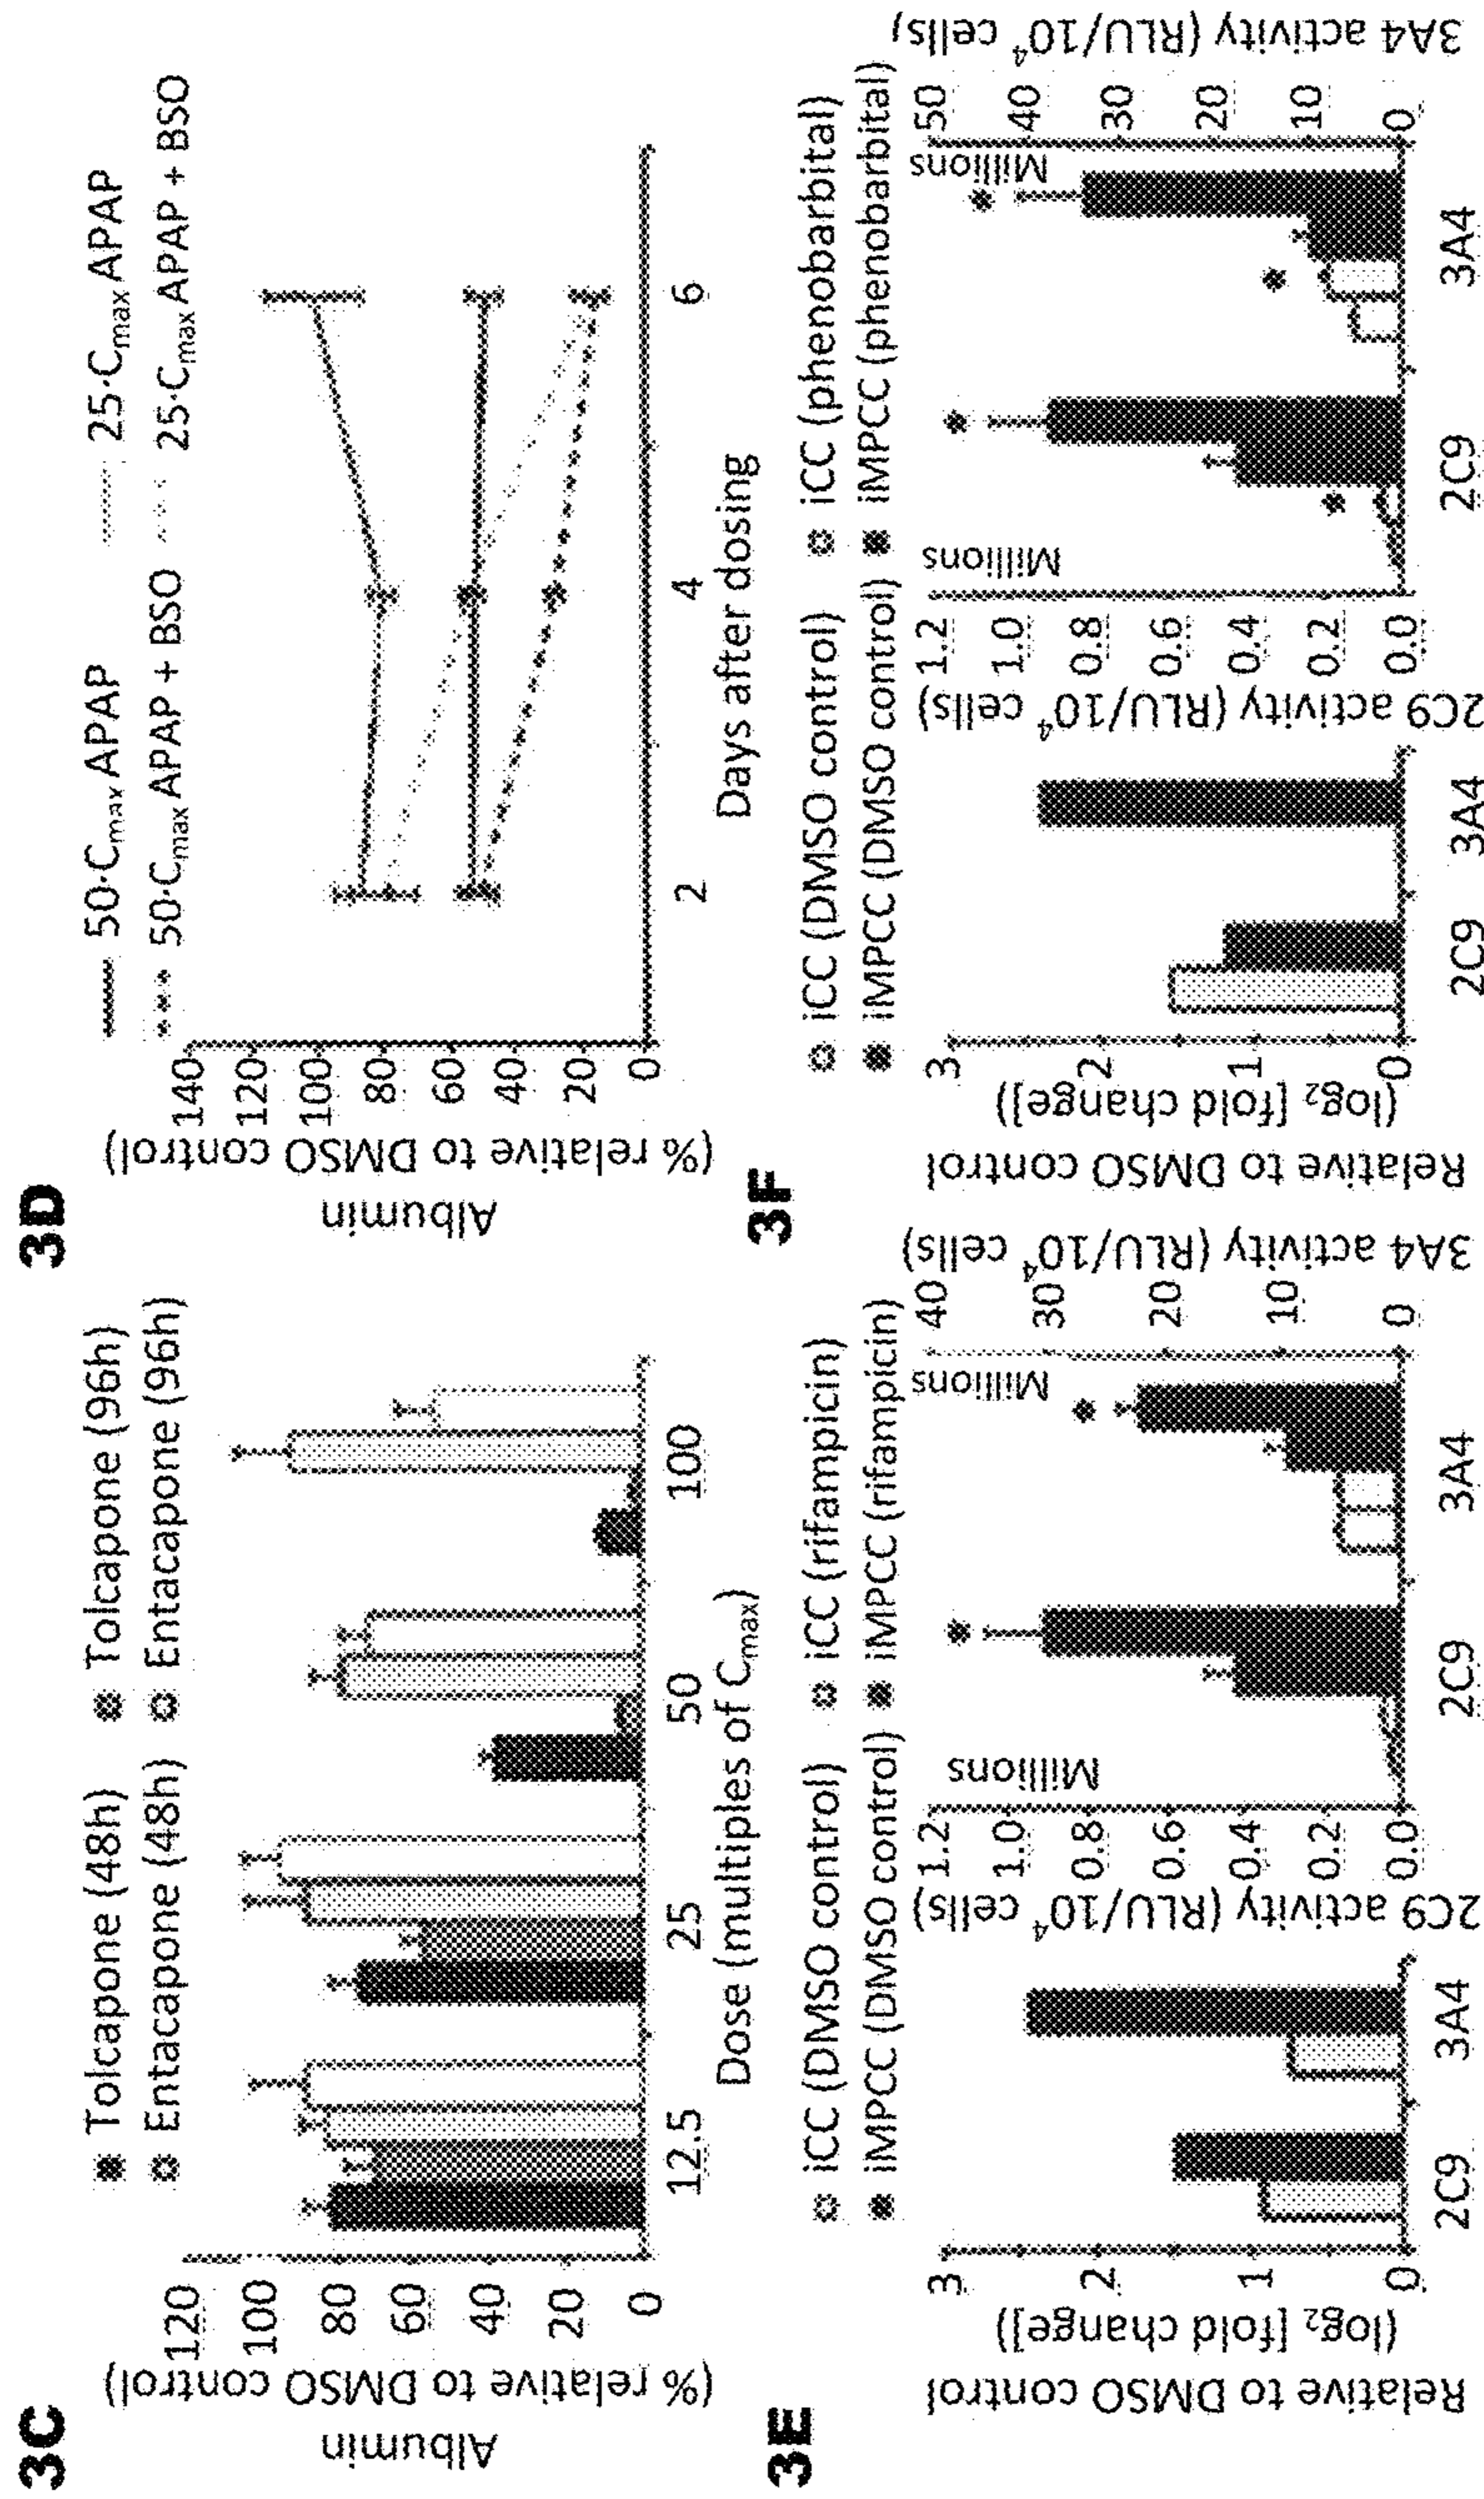 3C
■ Tolcapone (48h) ■ Tolcapone (96h)
□ Entacapone (48h) □ Entacapone (96h)
Albumin
(% relative to DMSO control)
120
100
80
60
40
20
0
12.5 25 50 100
Dose (multiples of Cmax)
3D
50·Cmax APAP 25·Cmax APAP
50·Cmax APAP + BSO 25·Cmax APAP + BSO
Albumin
(% relative to DMSO control)
140
120
100
80
60
40
20
0
2 4 6
Days after dosing
3E
iCC (DMSO control) iCC (rifampicin)
iMPCC (DMSO control) iMPCC (rifampicin)
Relative to DMSO control
(log₂ [fold change])
3
2
1
0
2C9 3A4
2C9 activity (RLU/10⁴ cells)
1.2
1.0
0.8
0.6
0.4
0.2
0.0
Millions
2C9 3A4
Millions
40
30
20
10
0
3A4 activity (RLU/10⁴ cells)
3F
iCC (DMSO control) iCC (phenobarbital)
iMPCC (DMSO control) iMPCC (phenobarbital)
Relative to DMSO control
(log₂ [fold change])
3
2
1
0
2C9 3A4
2C9 activity (RLU/10⁴ cells)
1.2
1.0
0.8
0.6
0.4
0.2
0.0
Millions
2C9 3A4
Millions
50
40
30
20
10
0
3A4 activity (RLU/10⁴ cells)